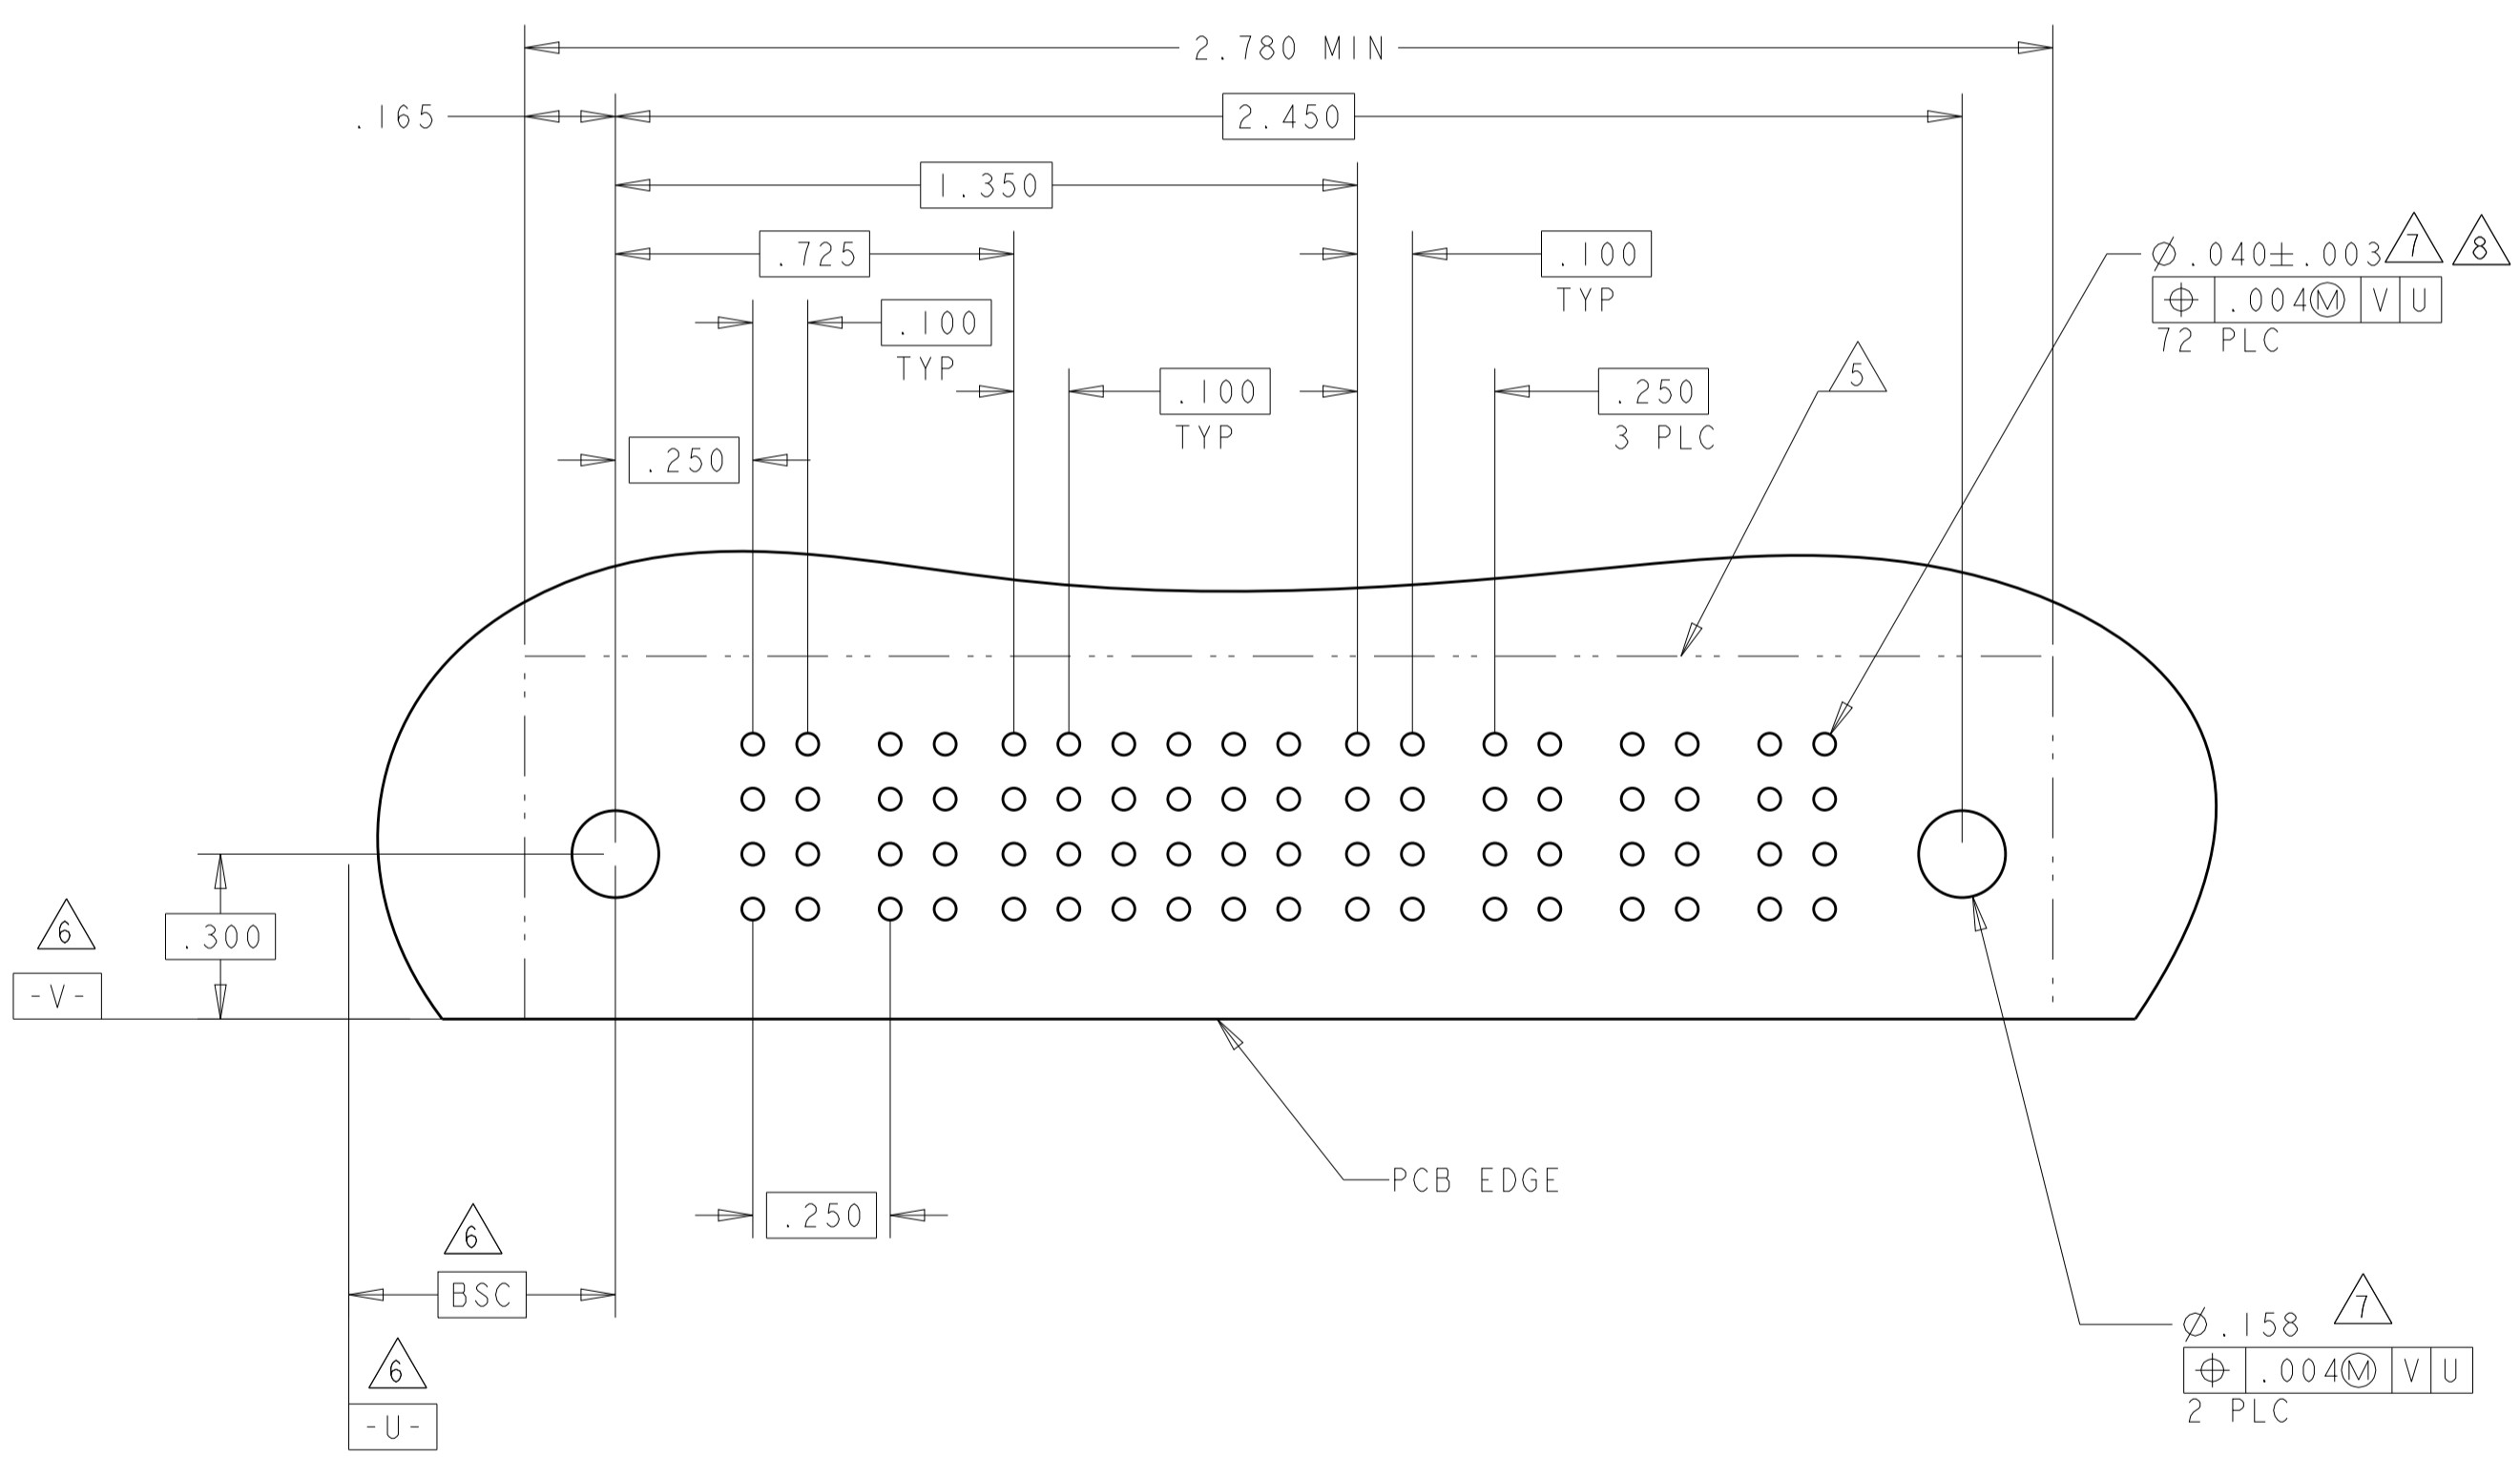 2.780 MIN
.165
2.450
1.350
.725
.100
TYP
⌀.040±.003 7 8
⌖ .004Ⓜ V U
72 PLC
.100
TYP
5
.100
TYP
.250
3 PLC
.250
6
.300
-V-
PCB EDGE
.250
6
BSC
6
-U-
⌀.158 7
⌖ .004Ⓜ V U
2 PLC